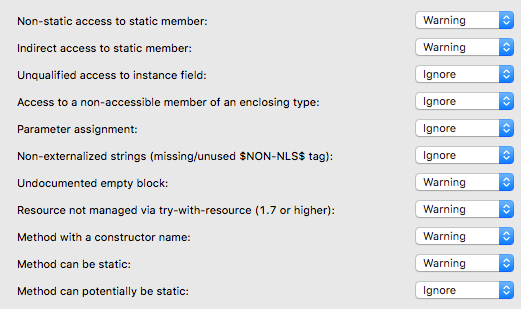 Non-static access to static member: Warning
Indirect access to static member: Warning
Unqualified access to instance field: Ignore
Access to a non-accessible member of an enclosing type: Ignore
Parameter assignment: Ignore
Non-externalized strings (missing/unused $NON-NLS$ tag): Ignore
Undocumented empty block: Warning
Resource not managed via try-with-resource (1.7 or higher): Warning
Method with a constructor name: Warning
Method can be static: Warning
Method can potentially be static: Ignore